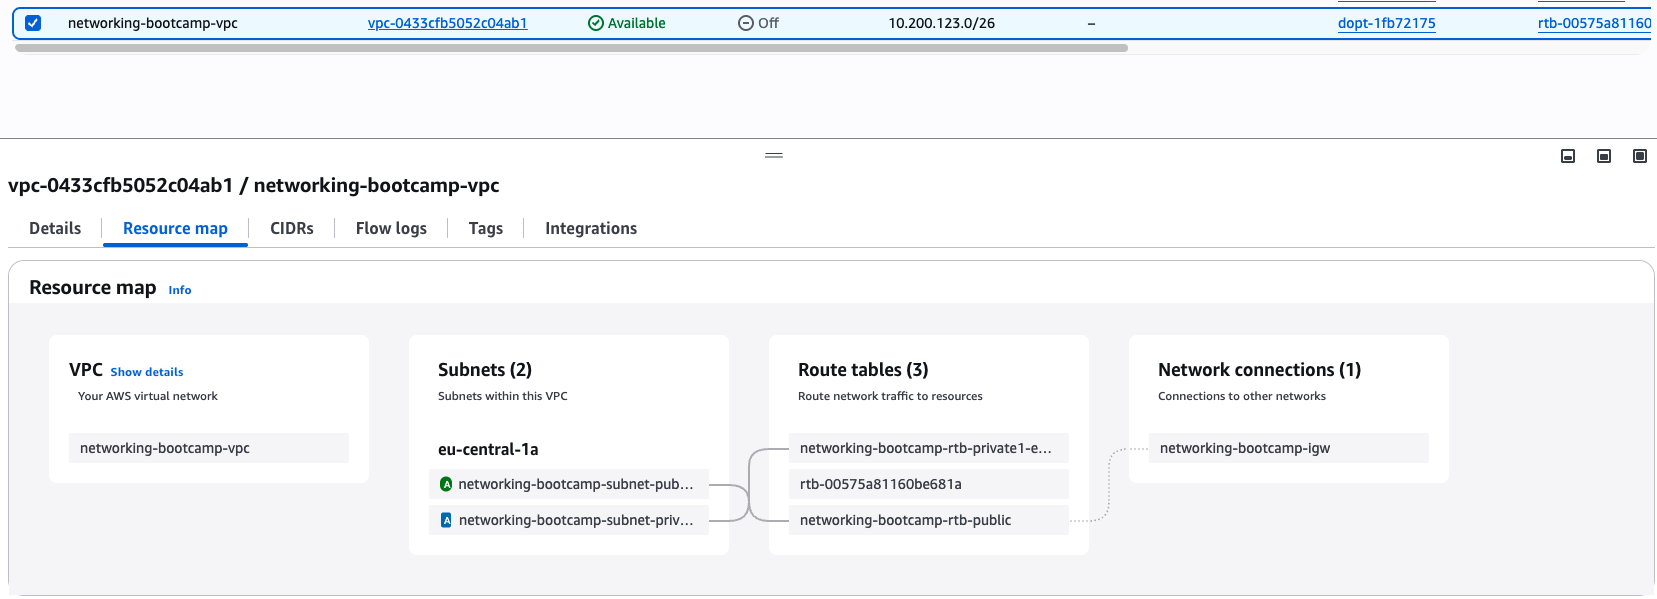 networking-bootcamp-vpc vpc-0433cfb5052c04ab1 Available Off 10.200.123.0/26 – dopt-1fb72175 rtb-00575a81160
vpc-0433cfb5052c04ab1 / networking-bootcamp-vpc
Details Resource map CIDRs Flow logs Tags Integrations
Resource map Info
VPC Show details
Your AWS virtual network
networking-bootcamp-vpc
Subnets (2)
Subnets within this VPC
eu-central-1a
A networking-bootcamp-subnet-pub...
A networking-bootcamp-subnet-priv...
Route tables (3)
Route network traffic to resources
networking-bootcamp-rtb-private1-e...
rtb-00575a81160be681a
networking-bootcamp-rtb-public
Network connections (1)
Connections to other networks
networking-bootcamp-igw